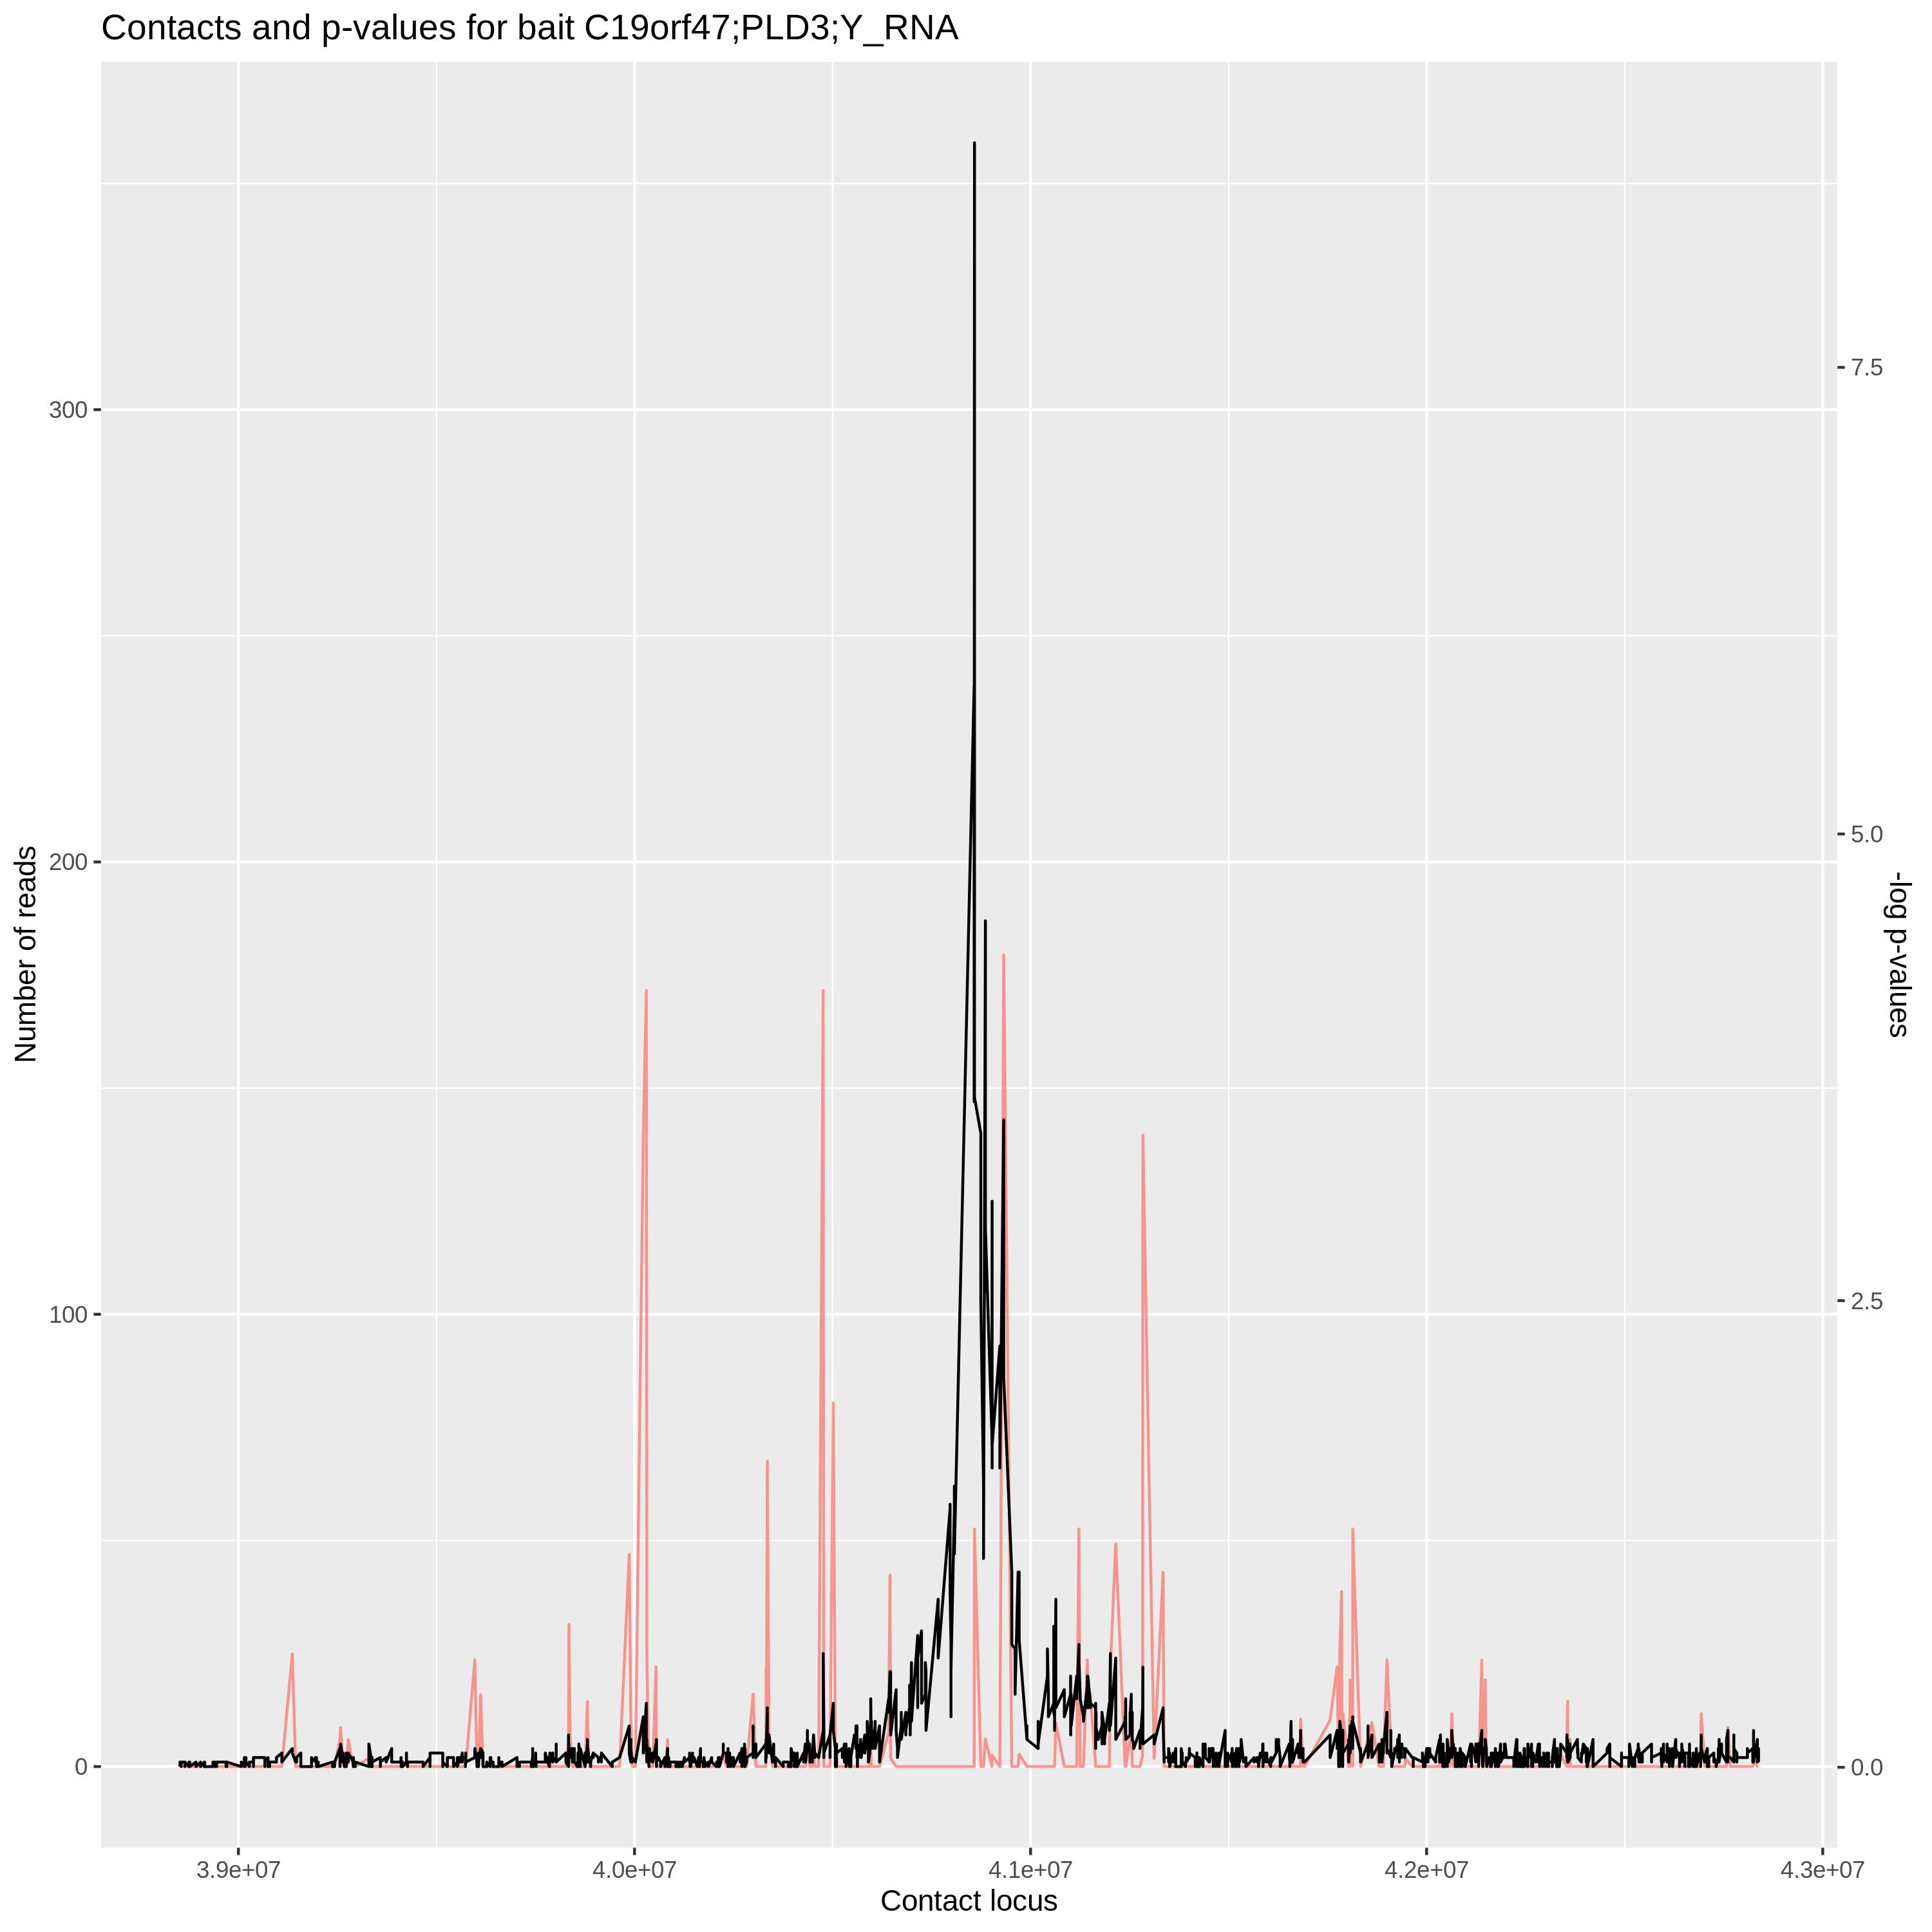 Contacts and p-values for bait C19orf47;PLD3;Y_RNA
300
200
100
0
7.5
5.0
2.5
0.0
Number of reads
-log p-values
3.9e+07
4.0e+07
4.1e+07
4.2e+07
4.3e+07
Contact locus